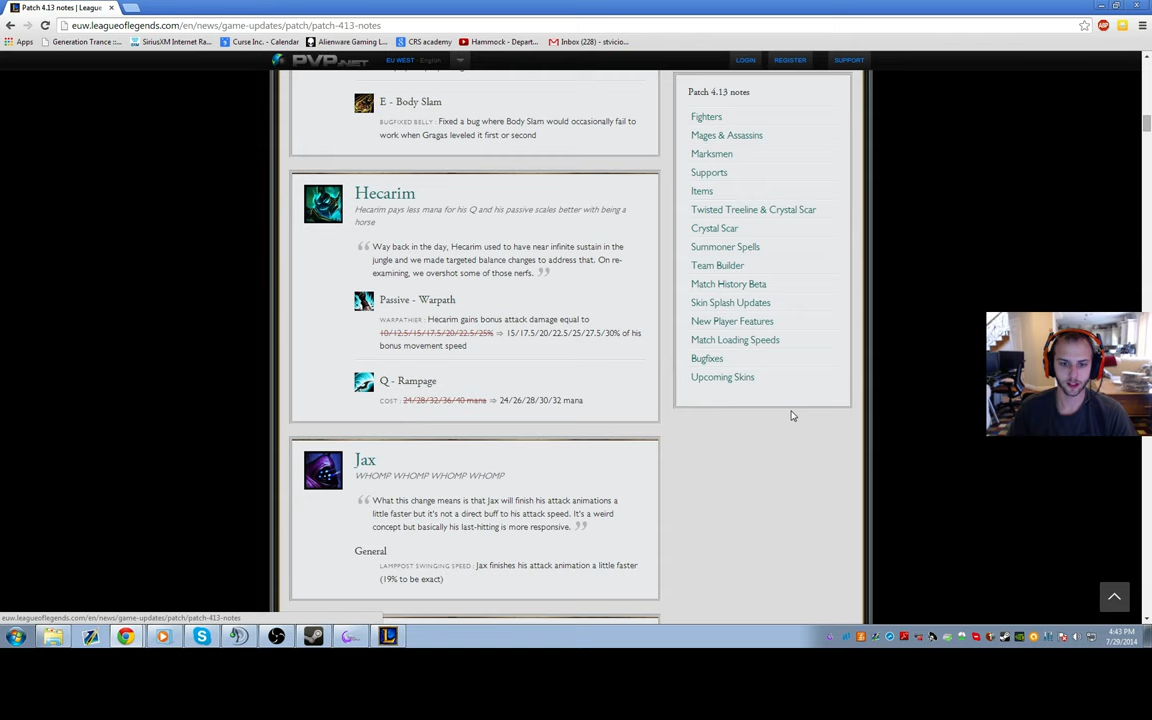 Patch 4.13 notes | League
euw.leagueoflegends.com/en/news/game-updates/patch/patch-413-notes
Apps
Generation Trance ::...
SiriusXM Internet Ra...
Curse Inc. - Calendar
Alienware Gaming L...
CRS academy
Hammock - Depart...
Inbox (228) - stvicio...
PVP.NET
EU WEST - English
LOGIN
REGISTER
SUPPORT
E - Body Slam
BUGFIXED BELLY : Fixed a bug where Body Slam would occasionally fail to
work when Gragas leveled it first or second
Hecarim
Hecarim pays less mana for his Q and his passive scales better with being a
horse
Way back in the day, Hecarim used to have near infinite sustain in the
jungle and we made targeted balance changes to address that. On re-
examining, we overshot some of those nerfs.
Passive - Warpath
WARPATHIER : Hecarim gains bonus attack damage equal to
10/12.5/15/17.5/20/22.5/25% ⇒ 15/17.5/20/22.5/25/27.5/30% of his
bonus movement speed
Q - Rampage
COST : 24/28/32/36/40 mana ⇒ 24/26/28/30/32 mana
Jax
WHOMP WHOMP WHOMP WHOMP
What this change means is that Jax will finish his attack animations a
little faster but it's not a direct buff to his attack speed. It's a weird
concept but basically his last-hitting is more responsive.
General
LAMPPOST SWINGING SPEED : Jax finishes his attack animation a little faster
(19% to be exact)
Patch 4.13 notes
Fighters
Mages & Assassins
Marksmen
Supports
Items
Twisted Treeline & Crystal Scar
Crystal Scar
Summoner Spells
Team Builder
Match History Beta
Skin Splash Updates
New Player Features
Match Loading Speeds
Bugfixes
Upcoming Skins
euw.leagueoflegends.com/en/news/game-updates/patch/patch-413-notes
4:43 PM
7/29/2014